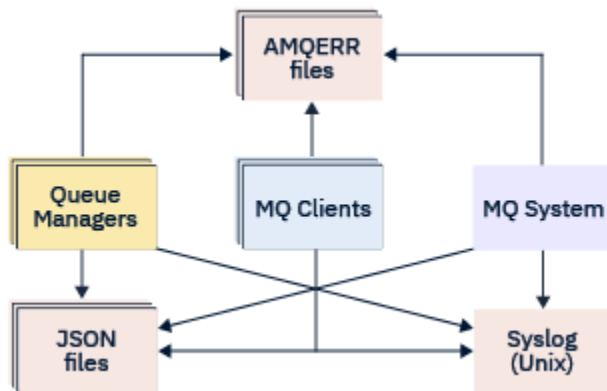 AMQERR
files
Queue
Managers
MQ Clients
MQ System
JSON
files
Syslog
(Unix)